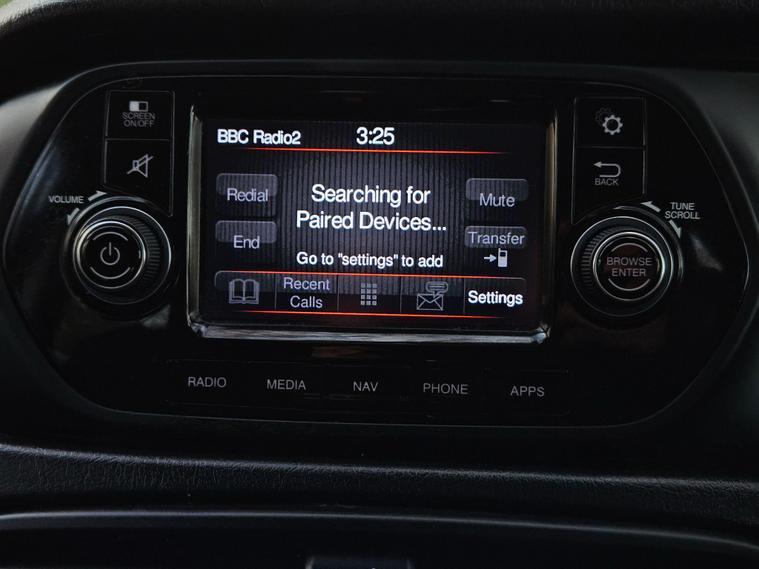 SCREEN
ON/OFF
BBC Radio2 3:25
Redial
Searching for
Paired Devices...
Mute
End
Transfer
Go to "settings" to add
Recent
Calls
Settings
VOLUME
BACK
TUNE
SCROLL
BROWSE
ENTER
RADIO MEDIA NAV PHONE APPS